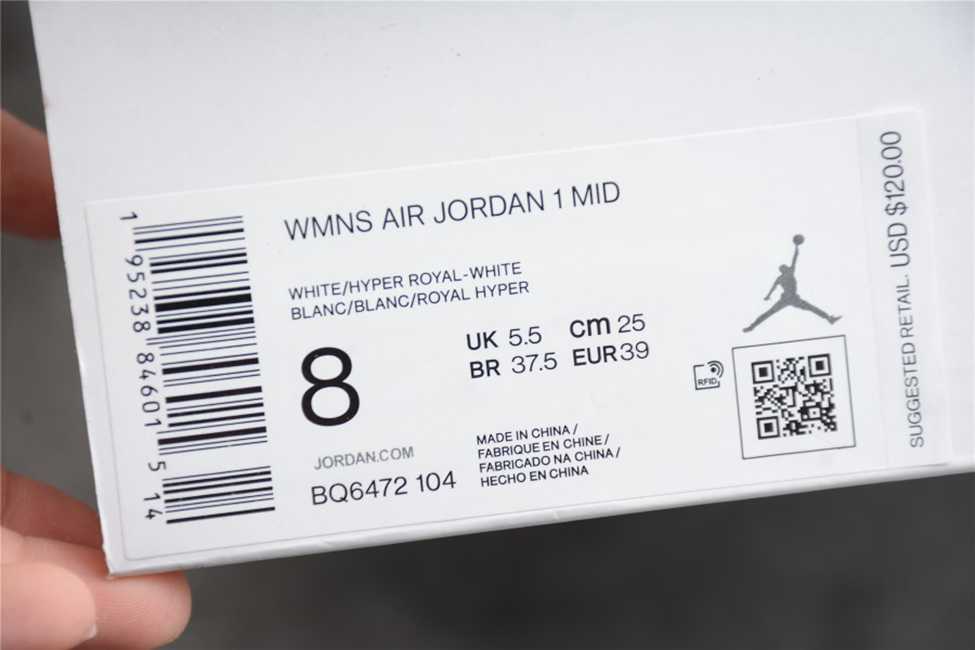 WMNS AIR JORDAN 1 MID
WHITE/HYPER ROYAL-WHITE
BLANC/BLANC/ROYAL HYPER
8
UK 5.5 cm 25
BR 37.5 EUR 39
JORDAN.COM
BQ6472 104
MADE IN CHINA /
FABRIQUE EN CHINE /
FABRICADO NA CHINA /
HECHO EN CHINA
RFID
1 95238 84601 5 14
SUGGESTED RETAIL. USD $120.00